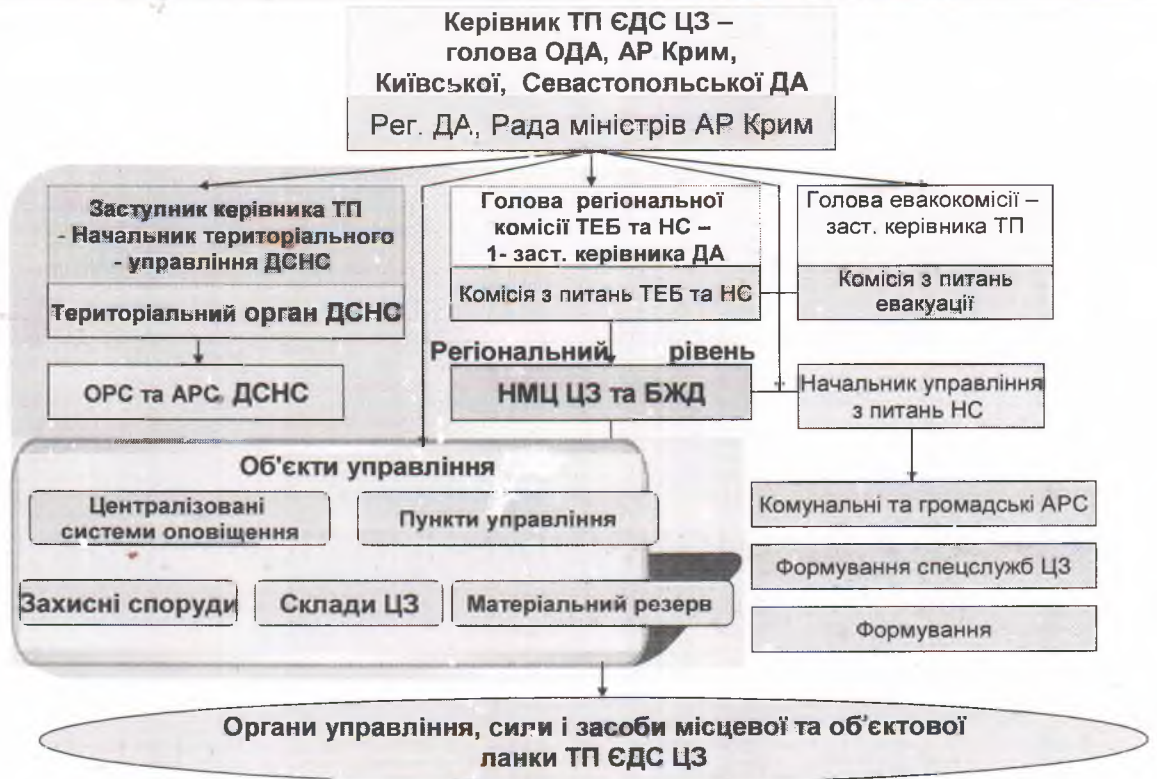 Керівник ТП ЄДС ЦЗ –
голова ОДА, АР Крим,
Київської, Севастопольської ДА
Рег. ДА, Рада міністрів АР Крим
Заступник керівника ТП
- Начальник територіального
- управління ДСНС
Територіальний орган ДСНС
ОРС та АРС ДСНС
Голова регіональної
комісії ТЕБ та НС –
1- заст. керівника ДА
Комісія з питань ТЕБ та НС
Голова евакокомісії –
заст. керівника ТП
Комісія з питань
евакуації
Регіональний рівень
НМЦ ЦЗ та БЖД
Начальник управління
з питань НС
Об'єкти управління
Централізовані
системи оповіщення
Пункти управління
Захисні споруди
Склади ЦЗ
Матеріальний резерв
Комунальні та громадські АРС
Формування спецслужб ЦЗ
Формування
Органи управління, сили і засоби місцевої та об'єктової
ланки ТП ЄДС ЦЗ